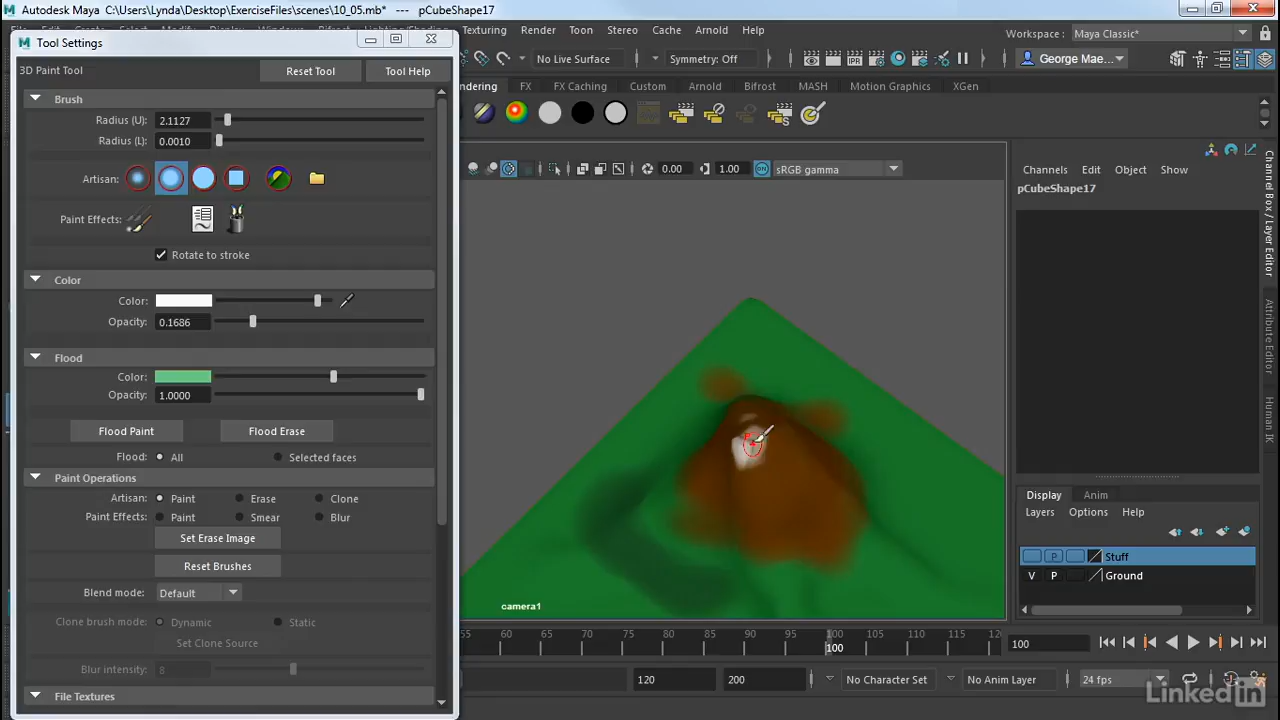 Autodesk Maya: C:\Users\Lynda\Desktop\ExerciseFiles\scenes\10_05.mb* --- pCubeShape17
Tool Settings
Texturing Render Toon Stereo Cache Arnold Help
Workspace : Maya Classic*
No Live Surface Symmetry: Off George Mae...
3D Paint Tool Reset Tool Tool Help
FX FX Caching Custom Arnold Bifrost MASH Motion Graphics XGen
Brush
Radius (U): 2.1127
Radius (L): 0.0010
Artisan:
Paint Effects:
Rotate to stroke
Color
Color:
Opacity: 0.1686
Flood
Color:
Opacity: 1.0000
Flood Paint Flood Erase
Flood: All Selected faces
Paint Operations
Artisan: Paint Erase Clone
Paint Effects: Paint Smear Blur
Set Erase Image
Reset Brushes
Blend mode: Default
Clone brush mode: Dynamic Static
Set Clone Source
Blur intensity: 8
File Textures
0.00 1.00 ON sRGB gamma
camera1
Channels Edit Object Show
pCubeShape17
Channel Box / Layer Editor
Attribute Editor
Human IK
Display Anim
Layers Options Help
P Stuff
V P Ground
55 60 65 70 75 80 85 90 95 100 105 110 115 120
100
100
120 200 No Character Set No Anim Layer 24 fps
LinkedIn